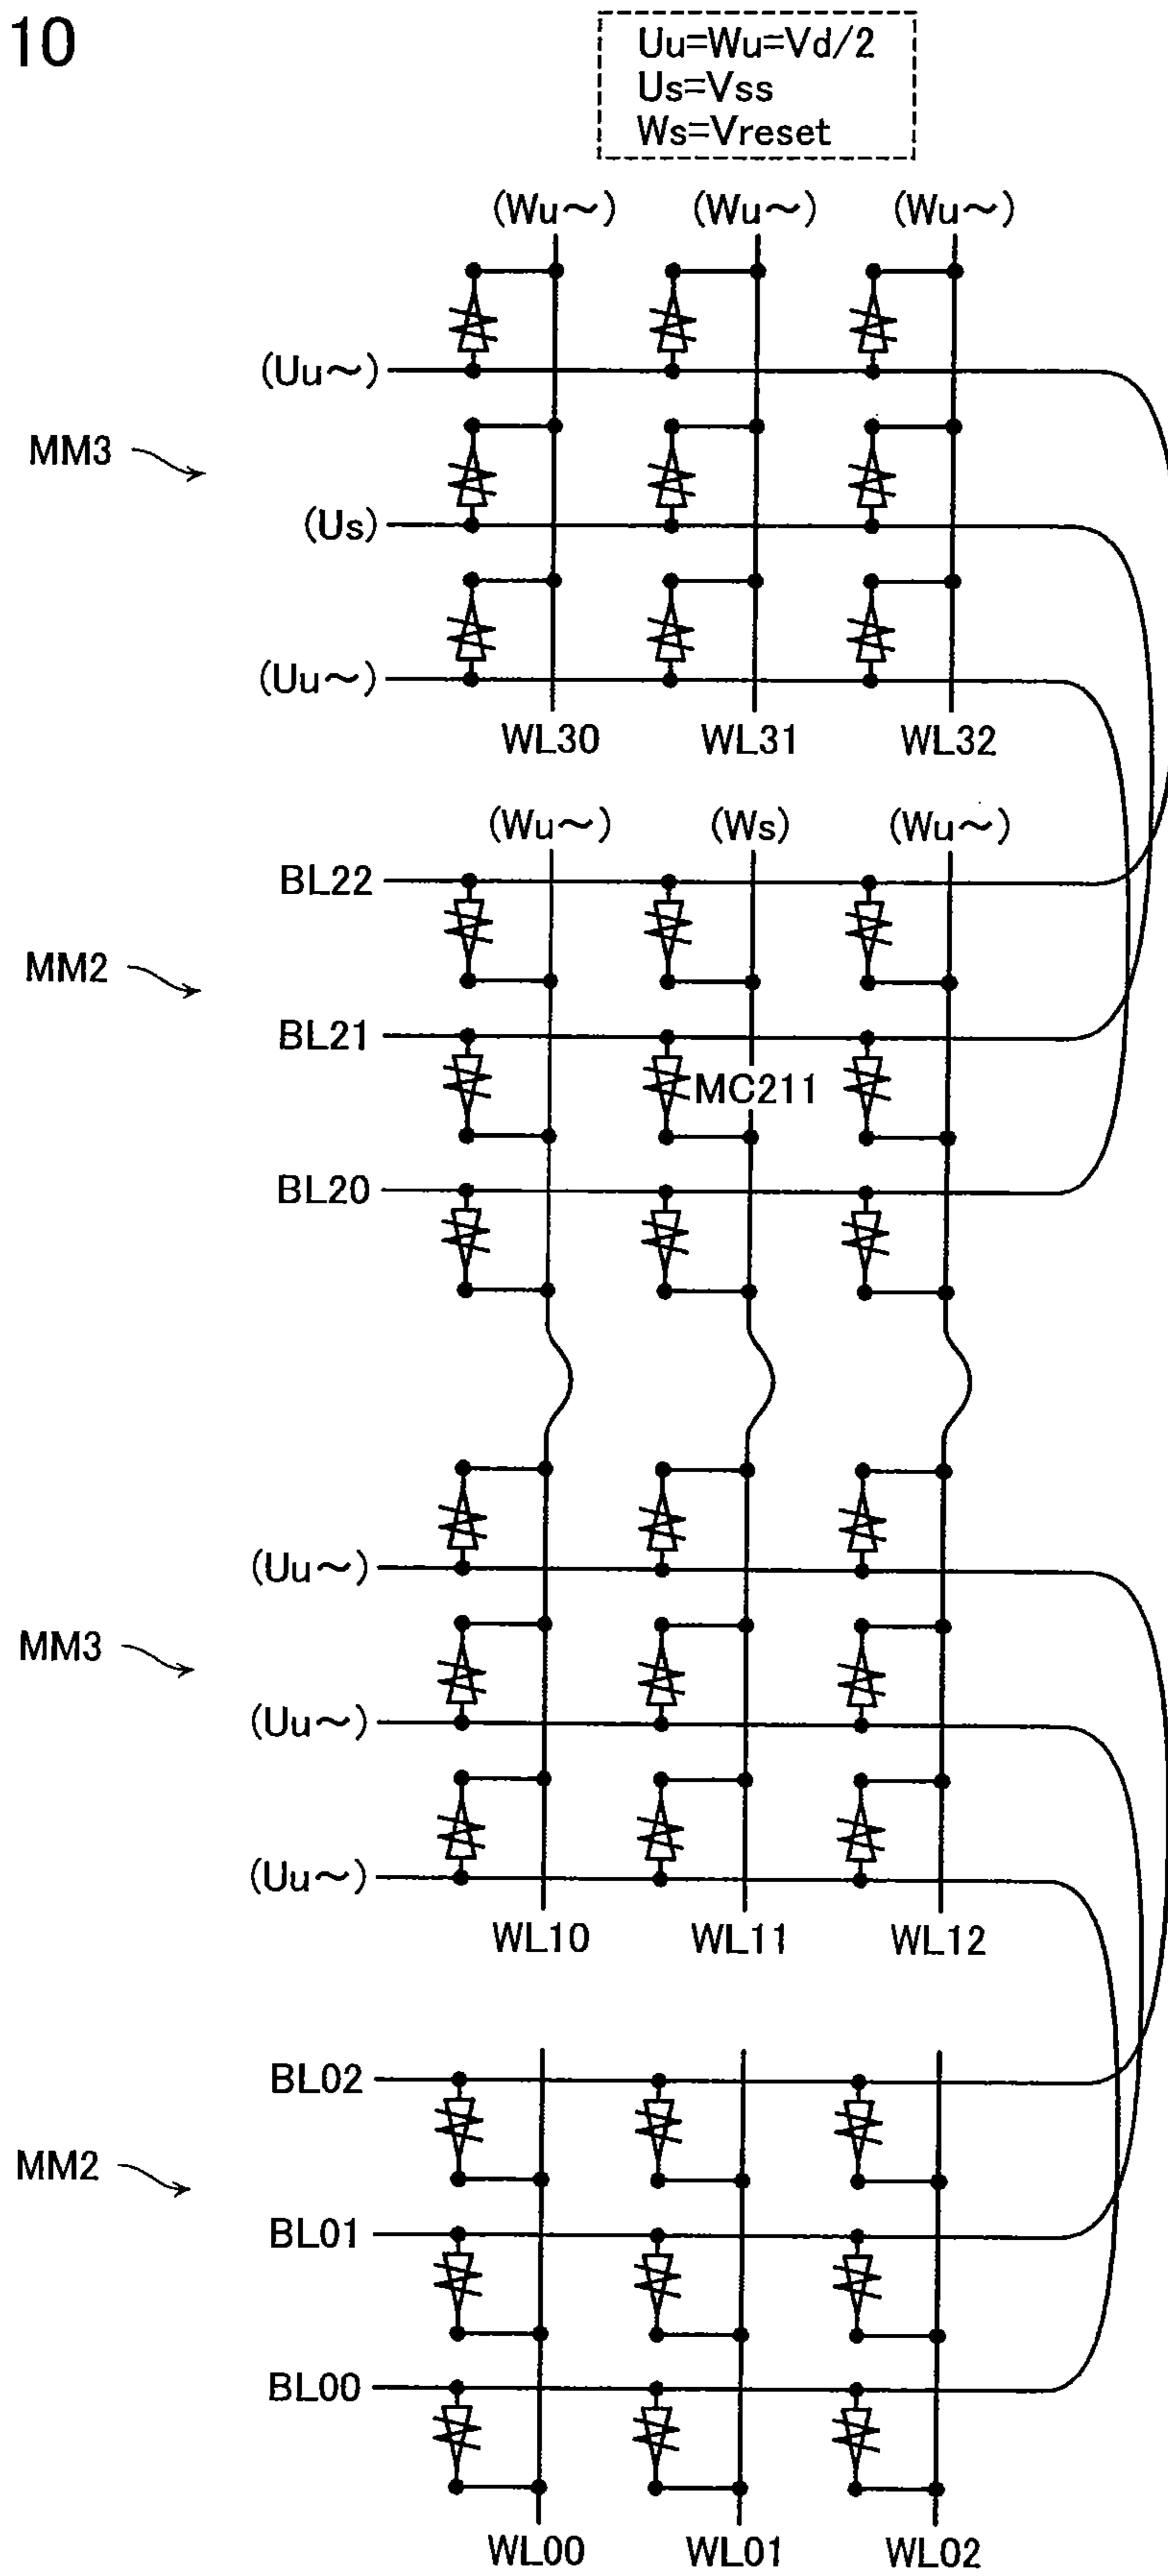 10
Uu=Wu=Vd/2
Us=Vss
Ws=Vreset
(Wu～) (Wu～) (Wu～)
(Uu～)
MM3
(Us)
(Uu～)
WL30 WL31 WL32
(Wu～) (Ws) (Wu～)
BL22
MM2
BL21
MC211
BL20
(Uu～)
MM3
(Uu～)
(Uu～)
WL10 WL11 WL12
BL02
MM2
BL01
BL00
WL00 WL01 WL02